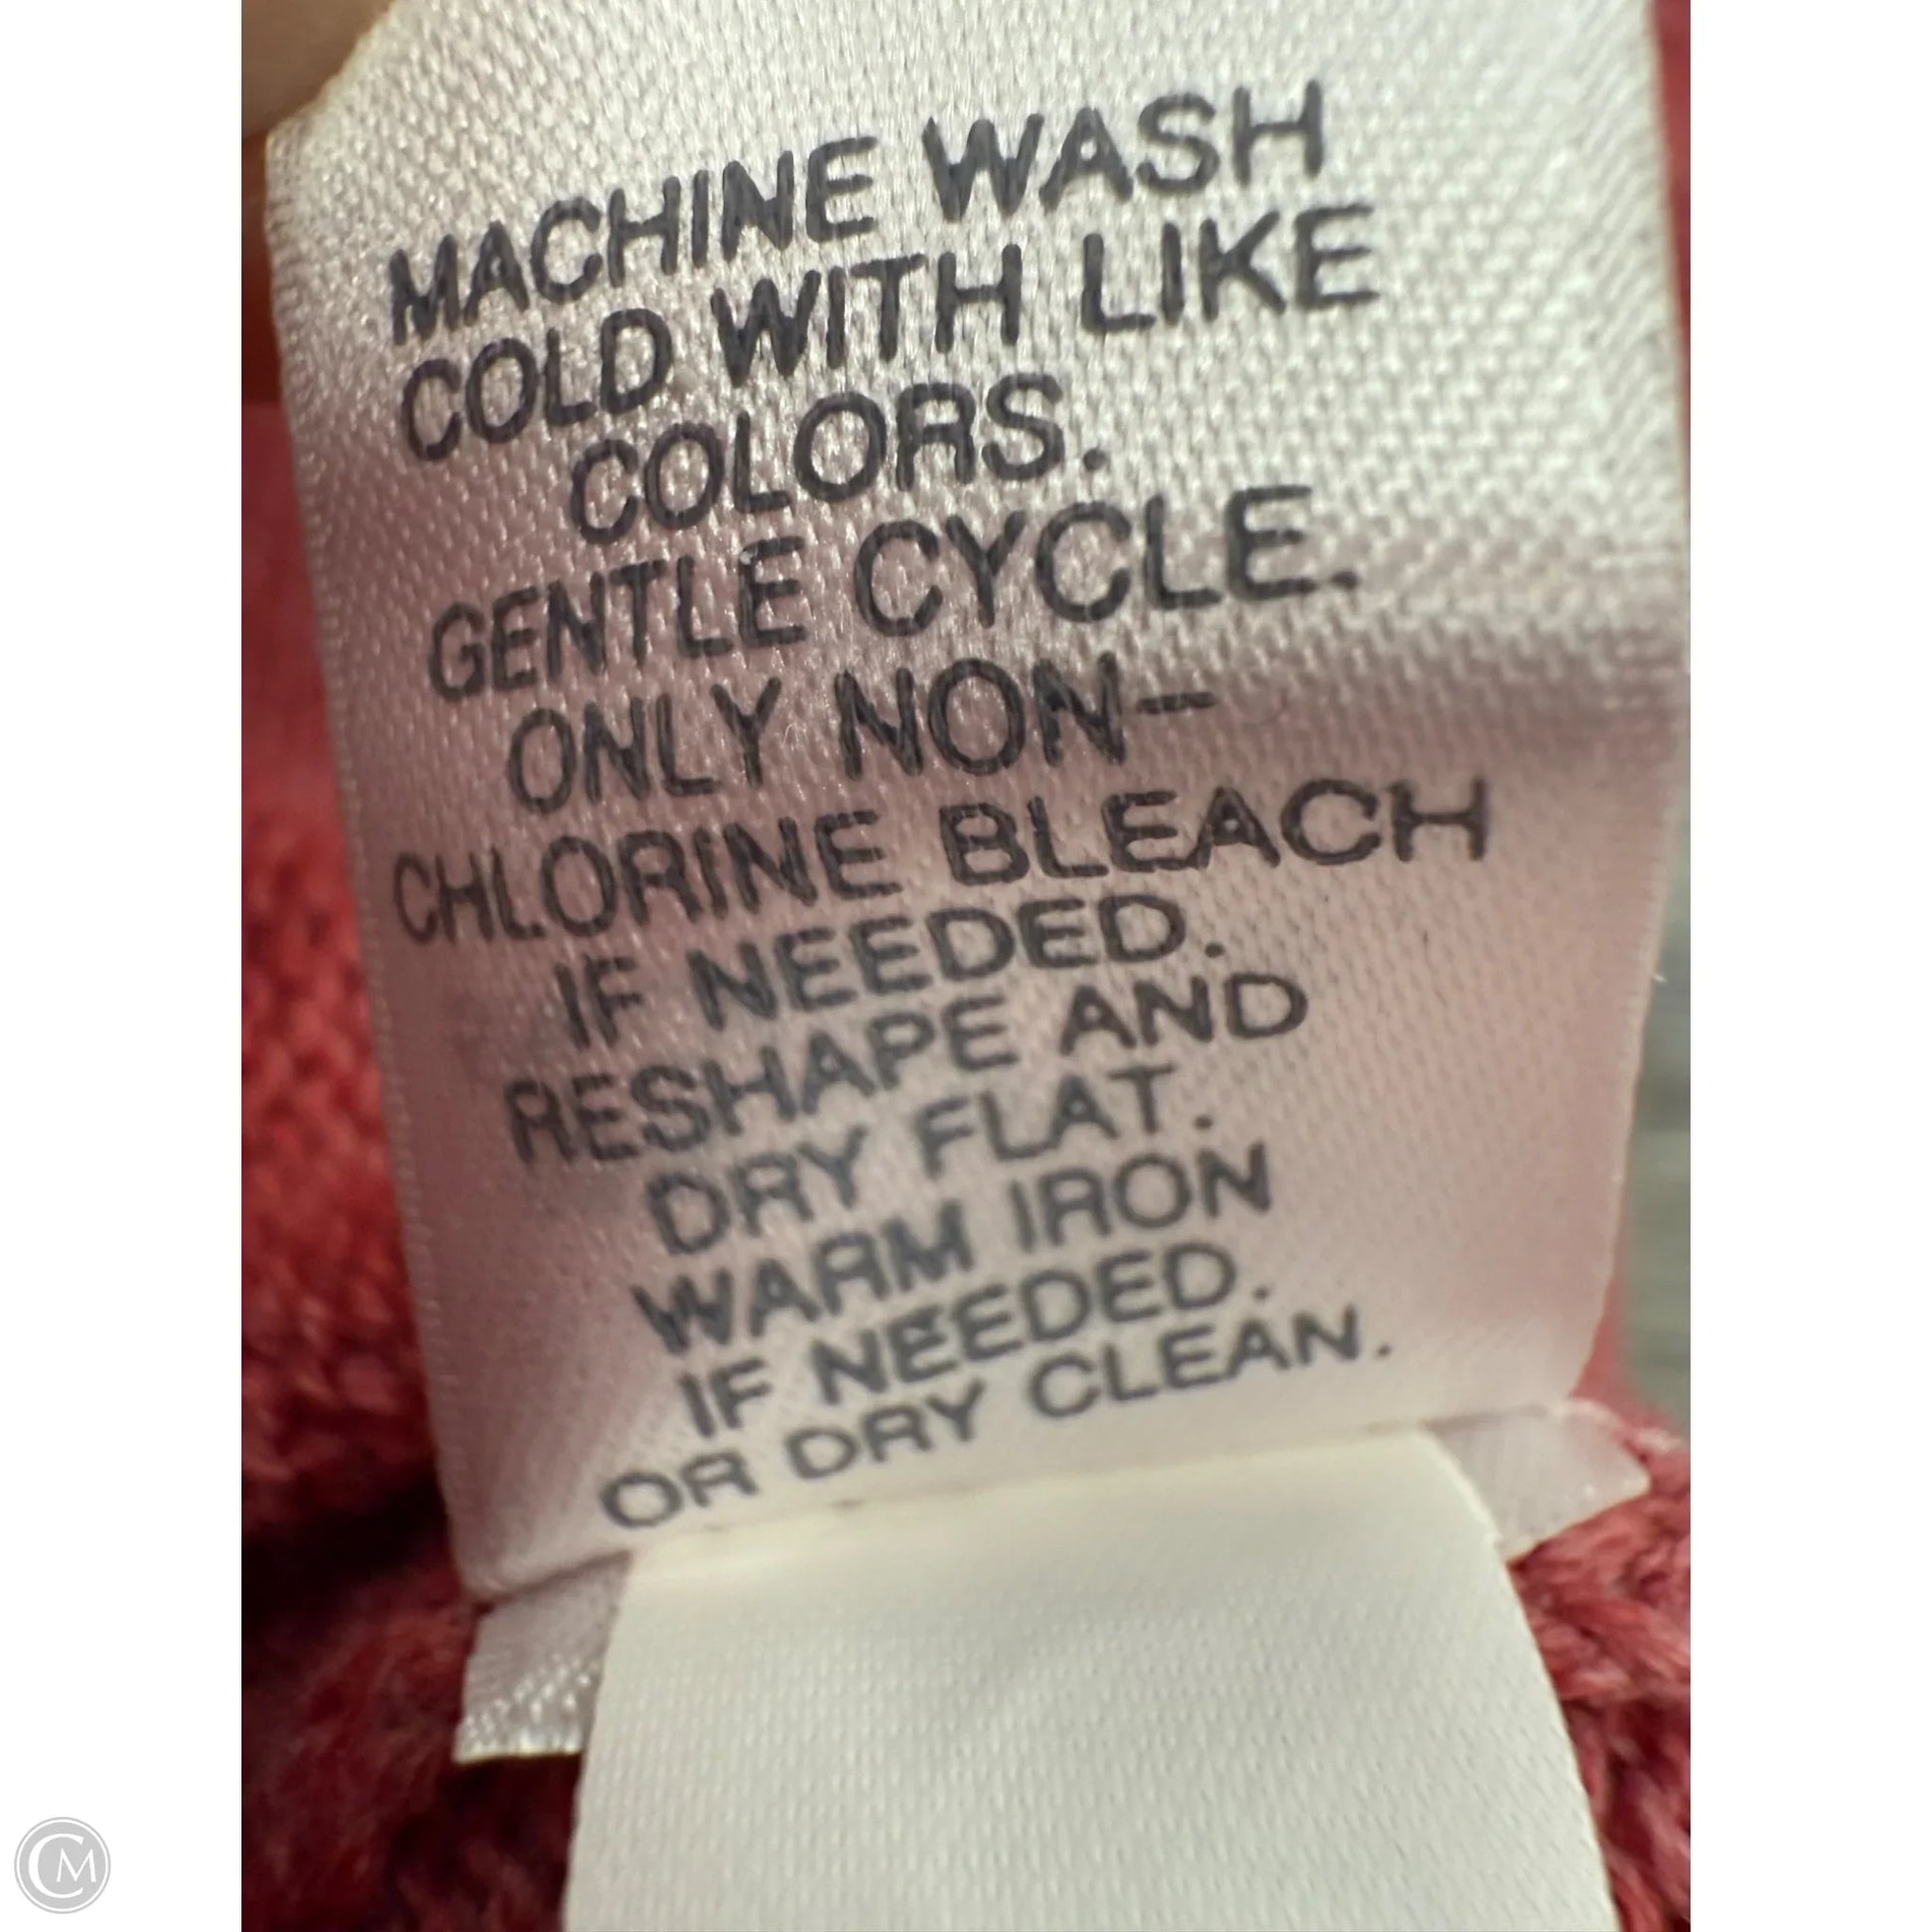 MACHINE WASH
COLD WITH LIKE
COLORS.
GENTLE CYCLE.
ONLY NON-
CHLORINE BLEACH
IF NEEDED.
RESHAPE AND
DRY FLAT.
WARM IRON
IF NEEDED.
OR DRY CLEAN.
CM